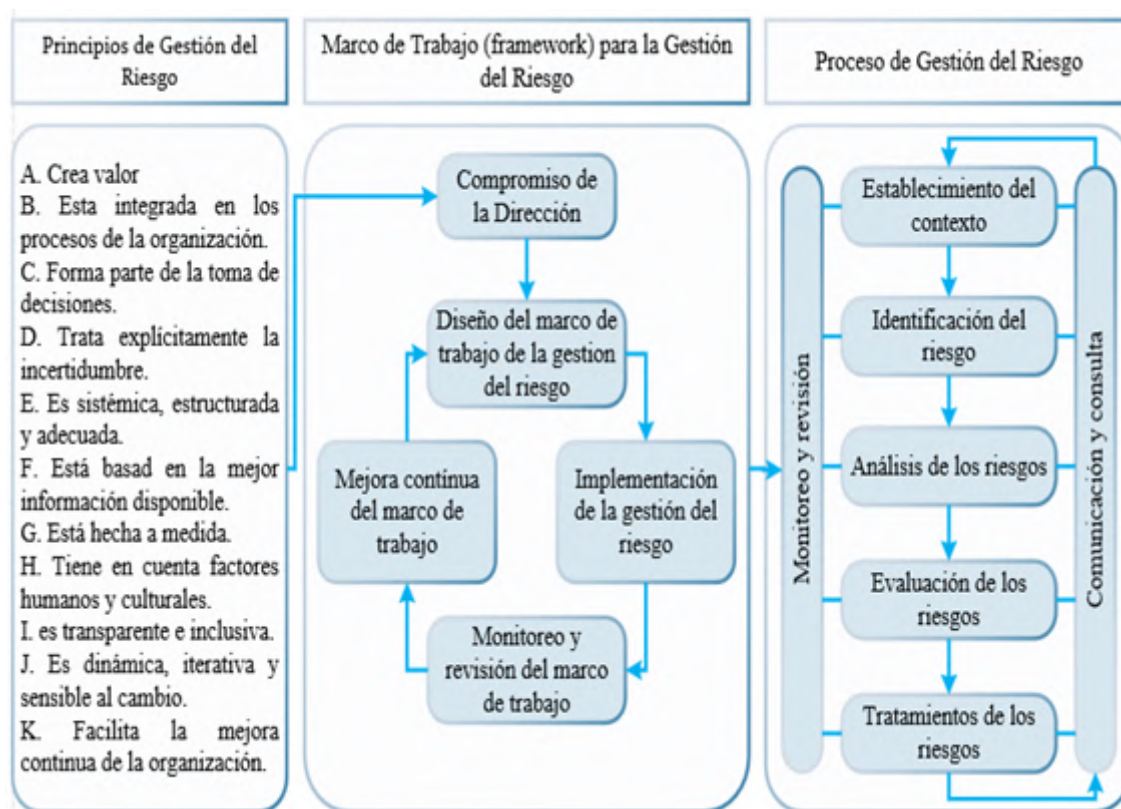 Principios de Gestión del
Riesgo
Marco de Trabajo (framework) para la Gestión
del Riesgo
Proceso de Gestión del Riesgo
A. Crea valor
B. Esta integrada en los
procesos de la organización.
C. Forma parte de la toma de
decisiones.
D. Trata explícitamente la
incertidumbre.
E. Es sistémica, estructurada
y adecuada.
F. Está basad en la mejor
información disponible.
G. Está hecha a medida.
H. Tiene en cuenta factores
humanos y culturales.
I. es transparente e inclusiva.
J. Es dinámica, iterativa y
sensible al cambio.
K. Facilita la mejora
continua de la organización.
Compromiso de
la Dirección
Diseño del marco de
trabajo de la gestion
del riesgo
Mejora contínua
del marco de
trabajo
Implementación
de la gestión del
riesgo
Monitoreo y
revisión del marco
de trabajo
Monitoreo y revisión
Establecimiento del
contexto
Identificación del
riesgo
Análisis de los riesgos
Evaluación de los
riesgos
Tratamientos de los
riesgos
Comunicación y consulta